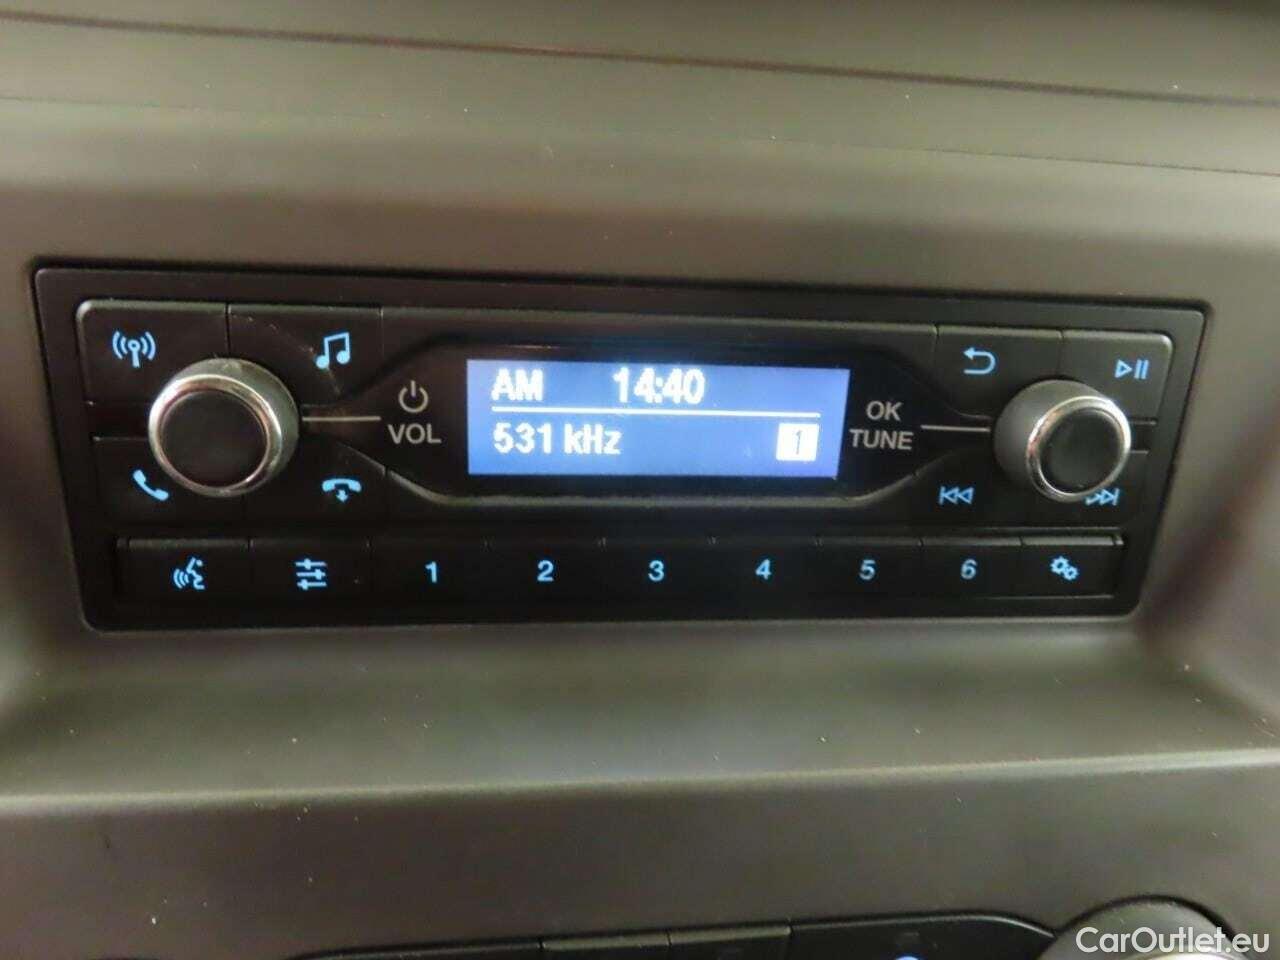 AM 14:40
531 kHz 1
VOL
OK
TUNE
1 2 3 4 5 6
CarOutlet.eu